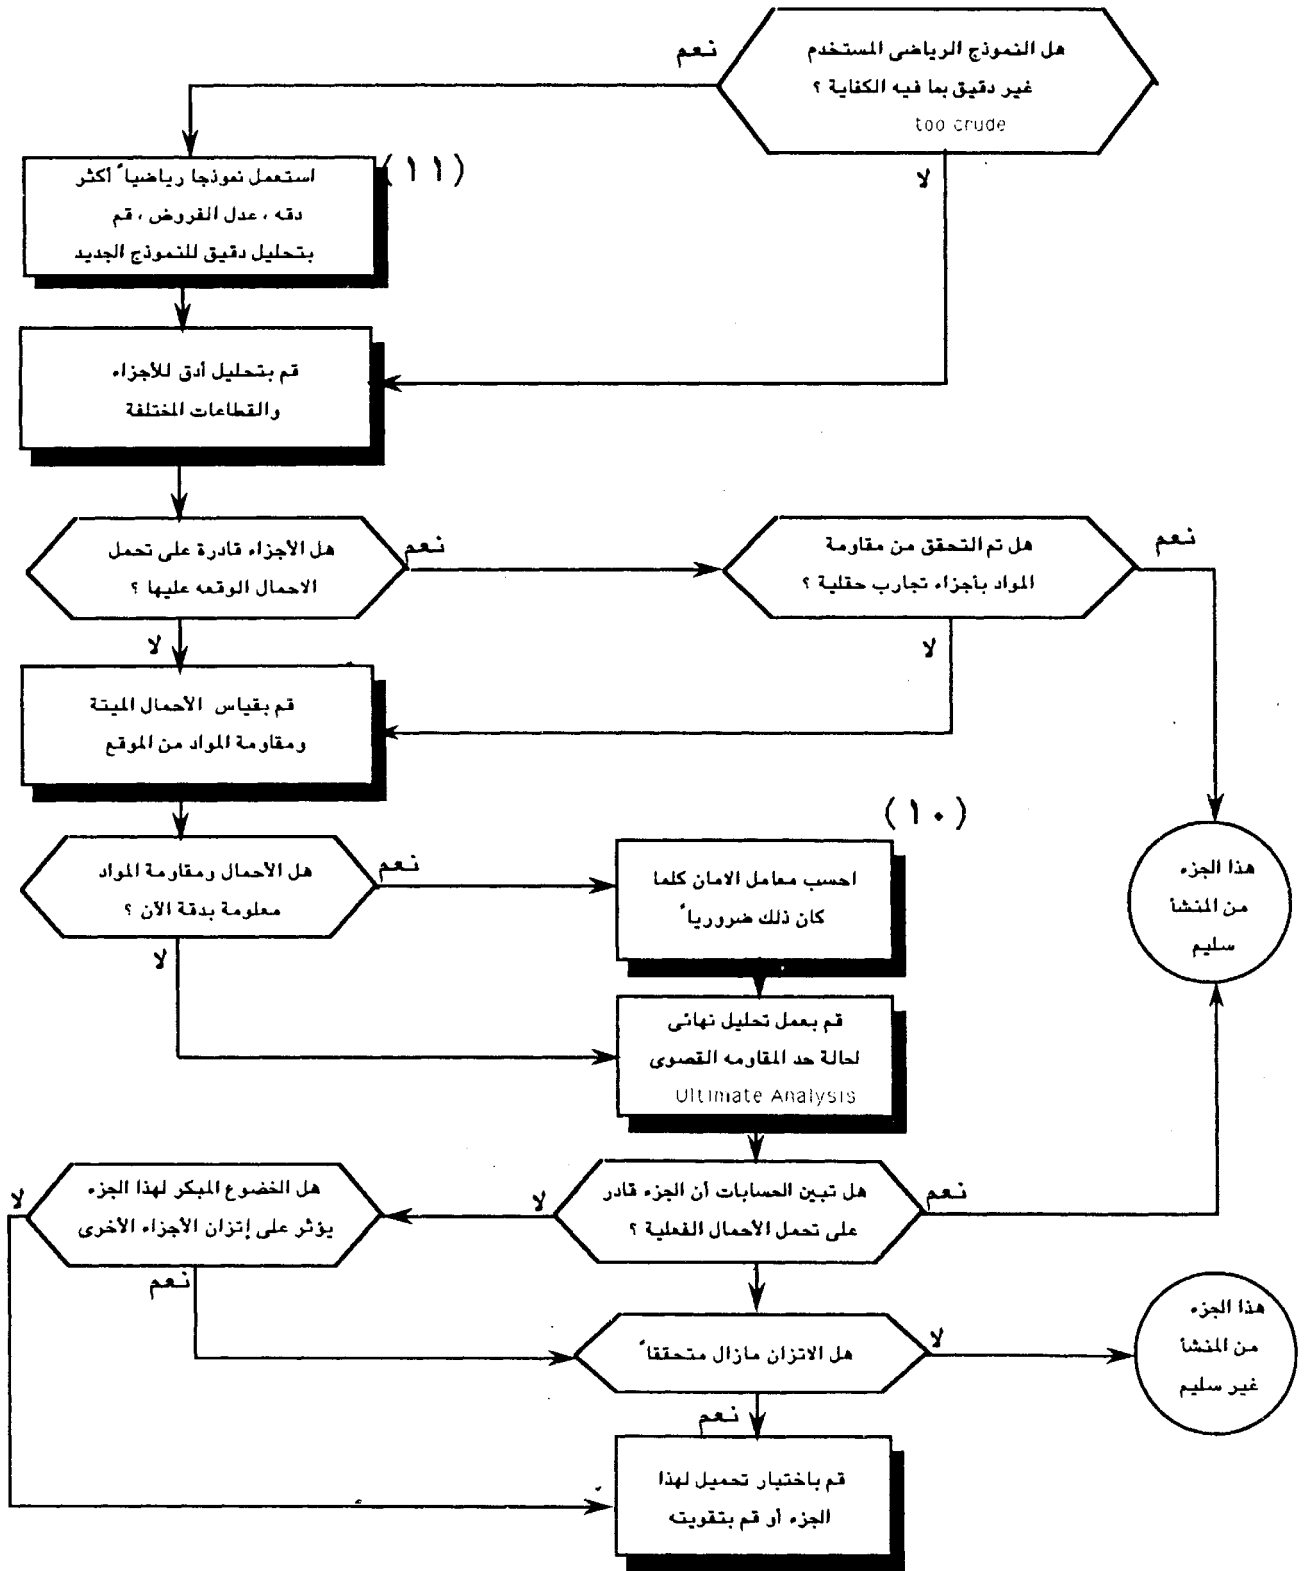 هل النموذج الرياضى المستخدم
غير دقيق بما فيه الكفاية ؟
too crude
نعم
لا
(١١)
استعمل نموذجا رياضياً أكثر
دقه ، عدل الفروض ، قم
بتحليل دقيق للنموذج الجديد
قم بتحليل أدق للأجزاء
والقطاعات المختلفة
هل الأجزاء قادرة على تحمل
الاحمال الوقعه عليها ؟
نعم
لا
هل تم التحقق من مقاومة
المواد بأجزاء تجارب حقلية ؟
نعم
لا
قم بقياس الأحمال الميتة
ومقاومة المواد من الموقع
هل الأحمال ومقاومة المواد
معلومة بدقة الآن ؟
نعم
لا
(١٠)
احسب معامل الامان كلما
كان ذلك ضرورياً
هذا الجزء
من المنشأ
سليم
قم بعمل تحليل نهائى
لحالة حد المقاومه القصوى
Ultimate Analysis
هل تبين الحسابات أن الجزء قادر
على تحمل الأحمال الفعلية ؟
نعم
لا
هل الخضوع المبكر لهذا الجزء
يؤثر على إتزان الأجزاء الأخرى
لا
نعم
هل الاتزان مازال متحققاً
لا
نعم
هذا الجزء
من المنشأ
غير سليم
قم باختبار تحميل لهذا
الجزء أو قم بتقويته